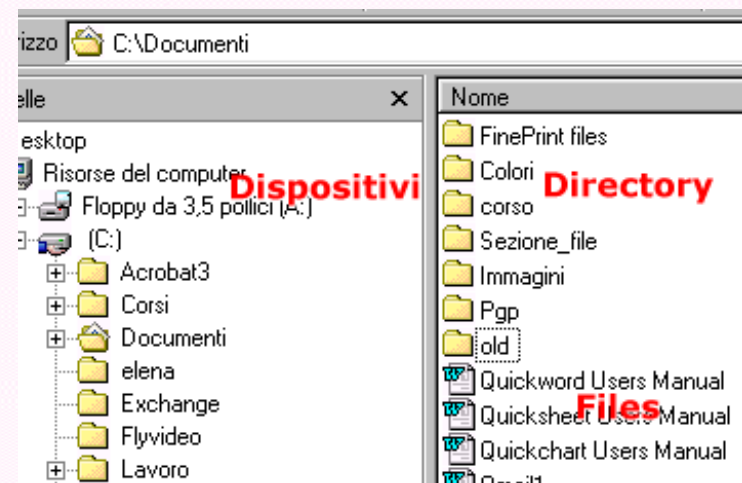 rizzo C:\Documenti
elle
esktop
Risorse del computer
Dispositivi
Floppy da 3,5 pollici (A:)
(C:)
Acrobat3
Corsi
Documenti
elena
Exchange
Flyvideo
Lavoro
Nome
FinePrint files
Colori
Directory
corso
Sezione_file
Immagini
Pgp
old
Quickword Users Manual
Files
Quicksheet Users Manual
Quickchart Users Manual